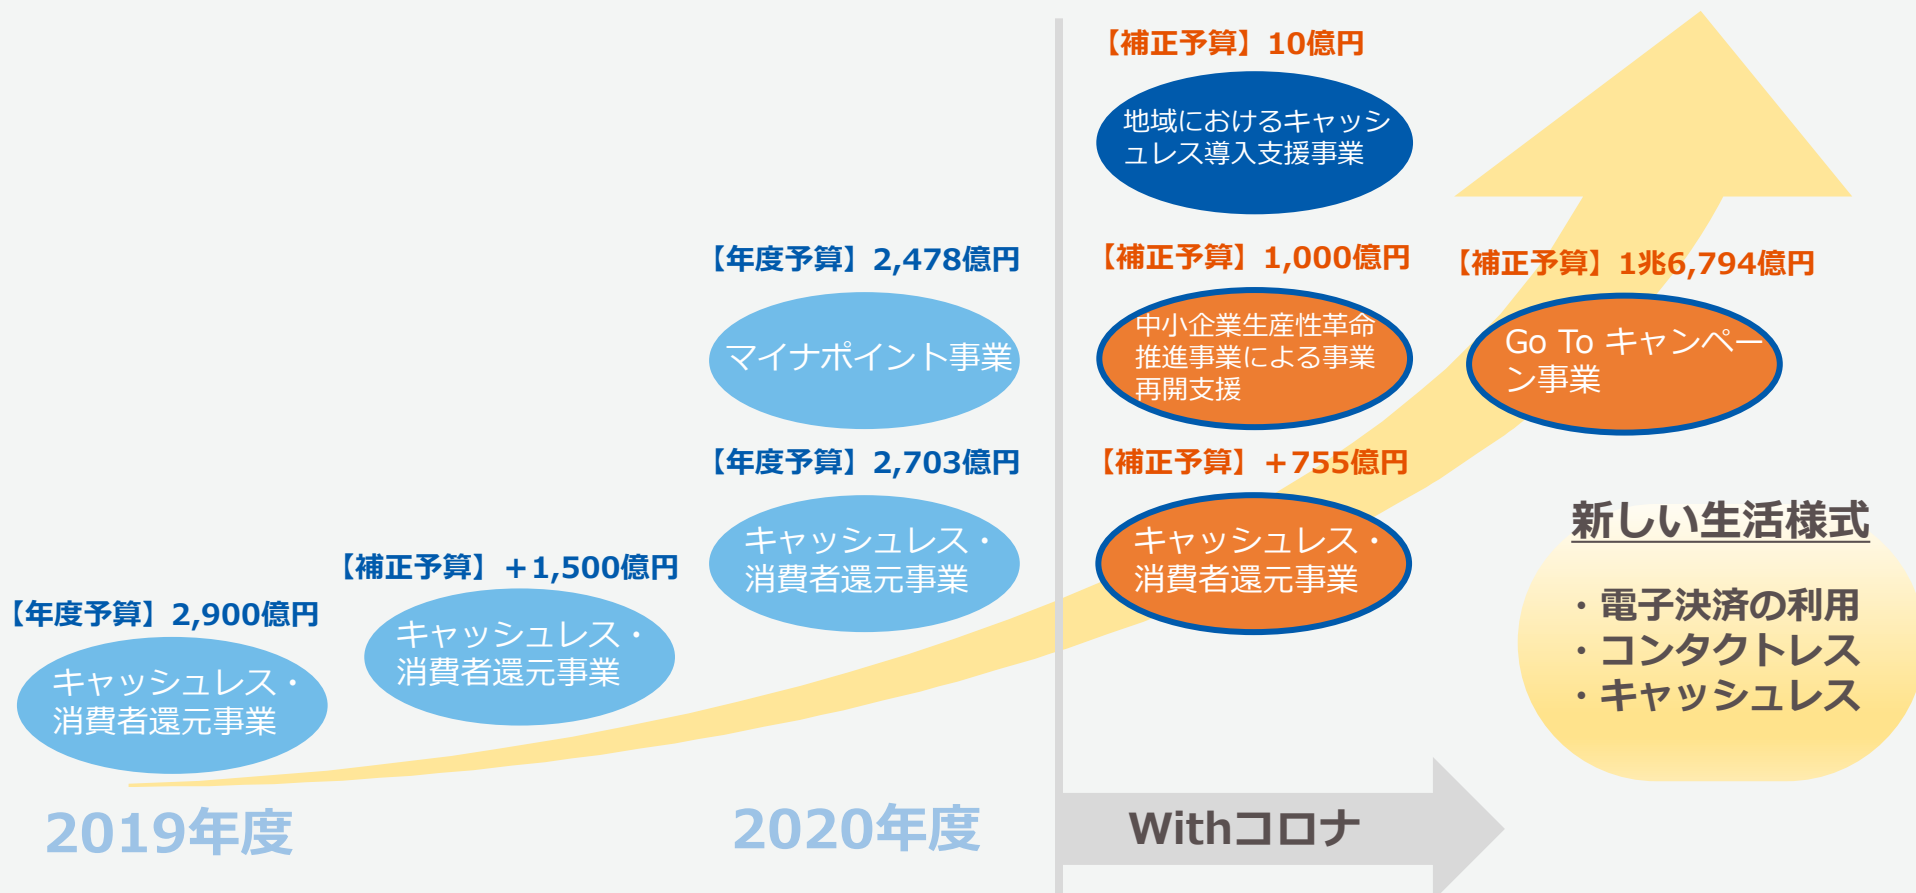 【補正予算】10億円
地域におけるキャッシ
ュレス導入支援事業
【年度予算】2,478億円
マイナポイント事業
【補正予算】1,000億円
中小企業生産性革命
推進事業による事業
再開支援
【補正予算】1兆6,794億円
Go To キャンペー
ン事業
【年度予算】2,900億円
キャッシュレス・
消費者還元事業
【補正予算】＋1,500億円
キャッシュレス・
消費者還元事業
【年度予算】2,703億円
キャッシュレス・
消費者還元事業
【補正予算】＋755億円
キャッシュレス・
消費者還元事業
新しい生活様式
・電子決済の利用
・コンタクトレス
・キャッシュレス
2019年度
2020年度
Withコロナ